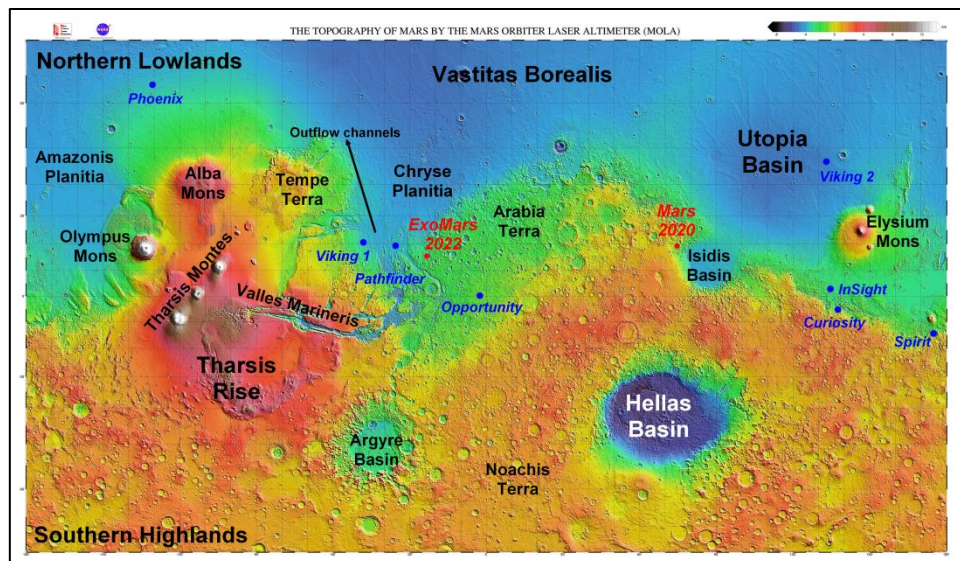 THE TOPOGRAPHY OF MARS BY THE MARS ORBITER LASER ALTIMETER (MOLA)
Northern Lowlands
Vastitas Borealis
Phoenix
Outflow channels
Utopia
Basin
Amazonis
Planitia
Alba
Mons
Tempe
Terra
Chryse
Planitia
Viking 2
Arabia
Terra
ExoMars
2022
Mars
2020
Elysium
Mons
Olympus
Mons
Tharsis Montes
Viking 1
Pathfinder
Isidis
Basin
Valles Marineris
Opportunity
InSight
Curiosity
Spirit
Tharsis
Rise
Hellas
Basin
Argyre
Basin
Noachis
Terra
Southern Highlands